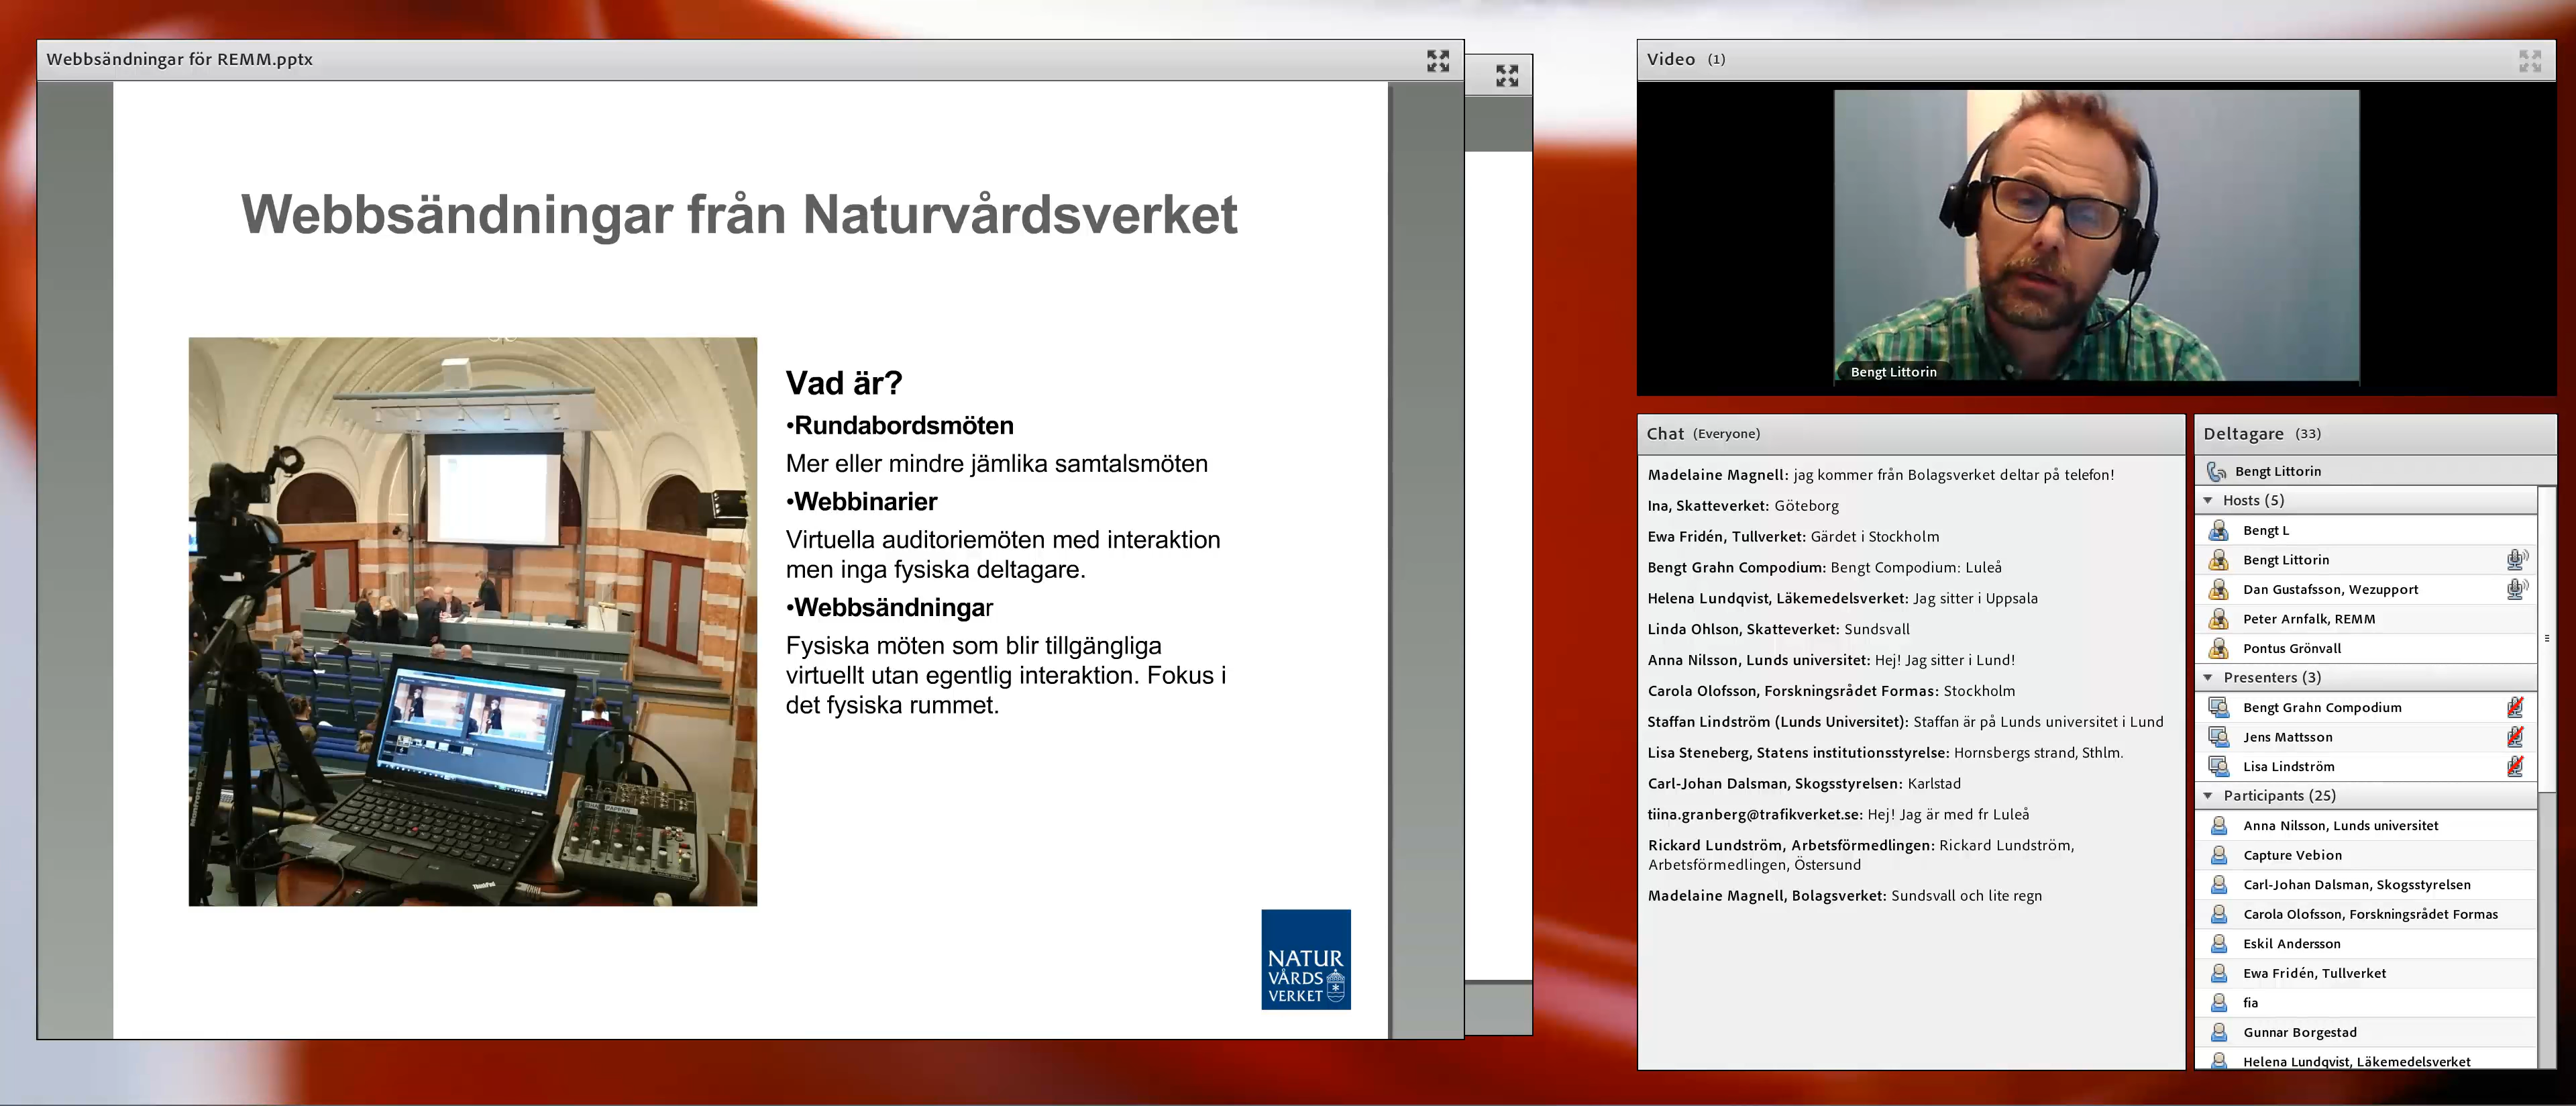 Webbsändningar för REMM.pptx
Webbsändningar från Naturvårdsverket
Vad är?
•Rundabordsmöten
Mer eller mindre jämlika samtalsmöten
•Webbinarier
Virtuella auditoriemöten med interaktion
men inga fysiska deltagare.
•Webbsändningar
Fysiska möten som blir tillgängliga
virtuellt utan egentlig interaktion. Fokus i
det fysiska rummet.
ThinkPad
NATUR
VÅRDS
VERKET
Video (1)
Bengt Littorin
Chat (Everyone)
Madelaine Magnell: jag kommer från Bolagsverket deltar på telefon!
Ina, Skatteverket: Göteborg
Ewa Fridén, Tullverket: Gärdet i Stockholm
Bengt Grahn Compodium: Bengt Compodium: Luleå
Helena Lundqvist, Läkemedelsverket: Jag sitter i Uppsala
Linda Ohlson, Skatteverket: Sundsvall
Anna Nilsson, Lunds universitet: Hej! Jag sitter i Lund!
Carola Olofsson, Forskningsrådet Formas: Stockholm
Staffan Lindström (Lunds Universitet): Staffan är på Lunds universitet i Lund
Lisa Steneberg, Statens institutionsstyrelse: Hornsbergs strand, Sthlm.
Carl-Johan Dalsman, Skogsstyrelsen: Karlstad
tiina.granberg@trafikverket.se: Hej! Jag är med fr Luleå
Rickard Lundström, Arbetsförmedlingen: Rickard Lundström,
Arbetsförmedlingen, Östersund
Madelaine Magnell, Bolagsverket: Sundsvall och lite regn
Deltagare (33)
Bengt Littorin
Hosts (5)
Bengt L
Bengt Littorin
Dan Gustafsson, Wezupport
Peter Arnfalk, REMM
Pontus Grönvall
Presenters (3)
Bengt Grahn Compodium
Jens Mattsson
Lisa Lindström
Participants (25)
Anna Nilsson, Lunds universitet
Capture Vebion
Carl-Johan Dalsman, Skogsstyrelsen
Carola Olofsson, Forskningsrådet Formas
Eskil Andersson
Ewa Fridén, Tullverket
fia
Gunnar Borgestad
Helena Lundqvist, Läkemedelsverket